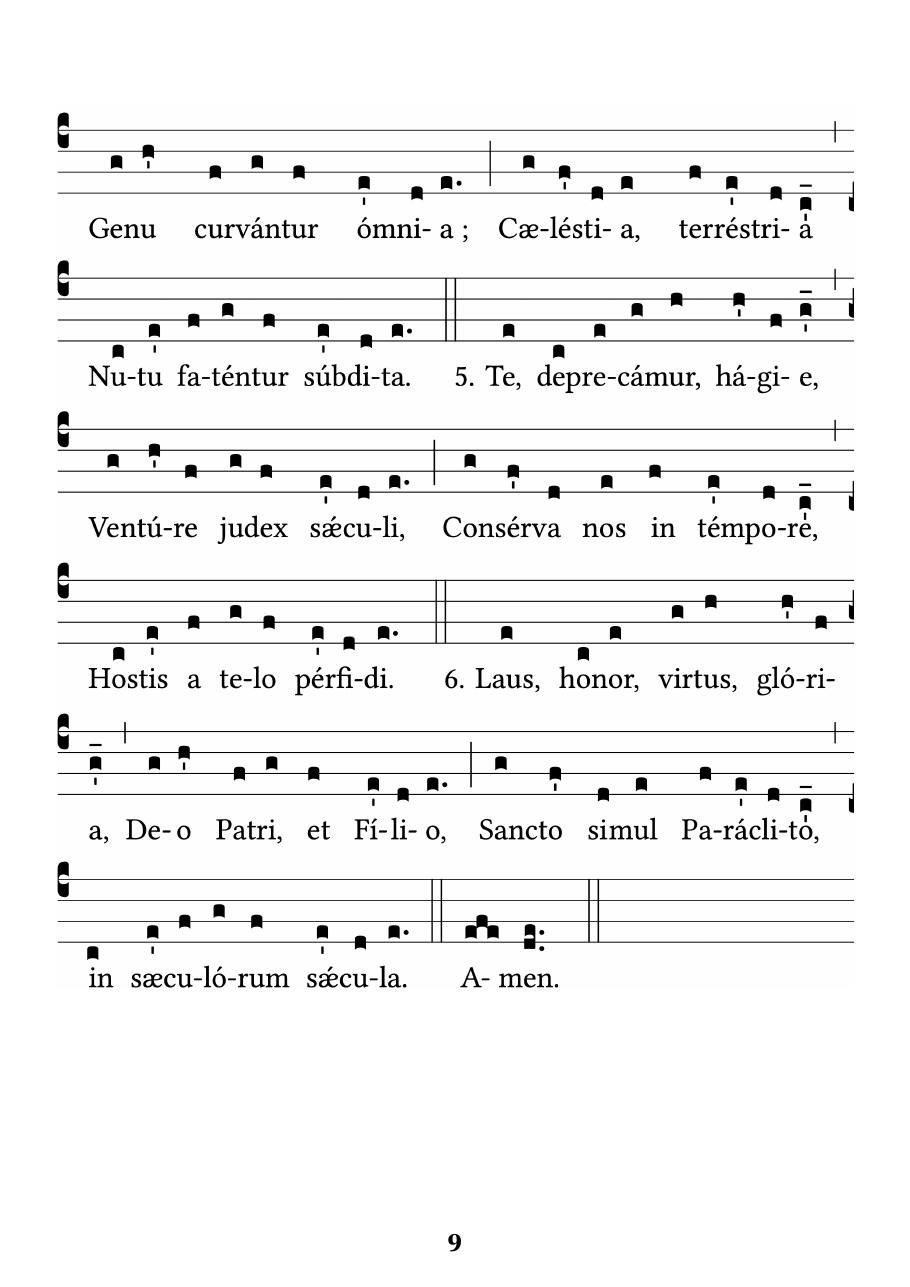 Genu curvántur ómni- a ; Cæ-lésti- a, terréstri- a
Nu-tu fa-téntur súbdi-ta. 5. Te, depre-cámur, há-gi- e,
Ventú-re judex sǽcu-li, Consérva nos in témpo-re,
Hostis a te-lo pérfi-di. 6. Laus, honor, virtus, gló-ri-
a, De-o Patri, et Fí-li- o, Sancto simul Pa-rácli-to,
in sæcu-lórum sǽcu-la. A- men.
9